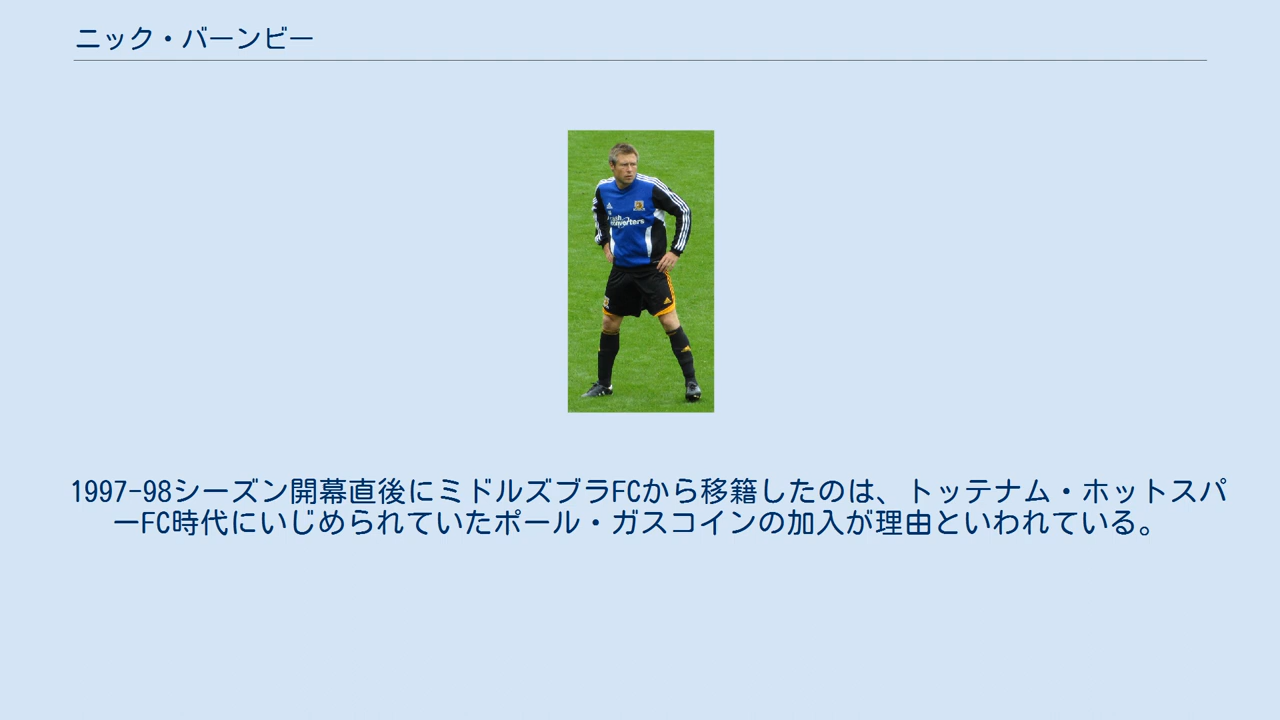 ニック・バーンビー
1997-98シーズン開幕直後にミドルズブラFCから移籍したのは、トッテナム・ホットスパ
ーFC時代にいじめられていたポール・ガスコインの加入が理由といわれている。